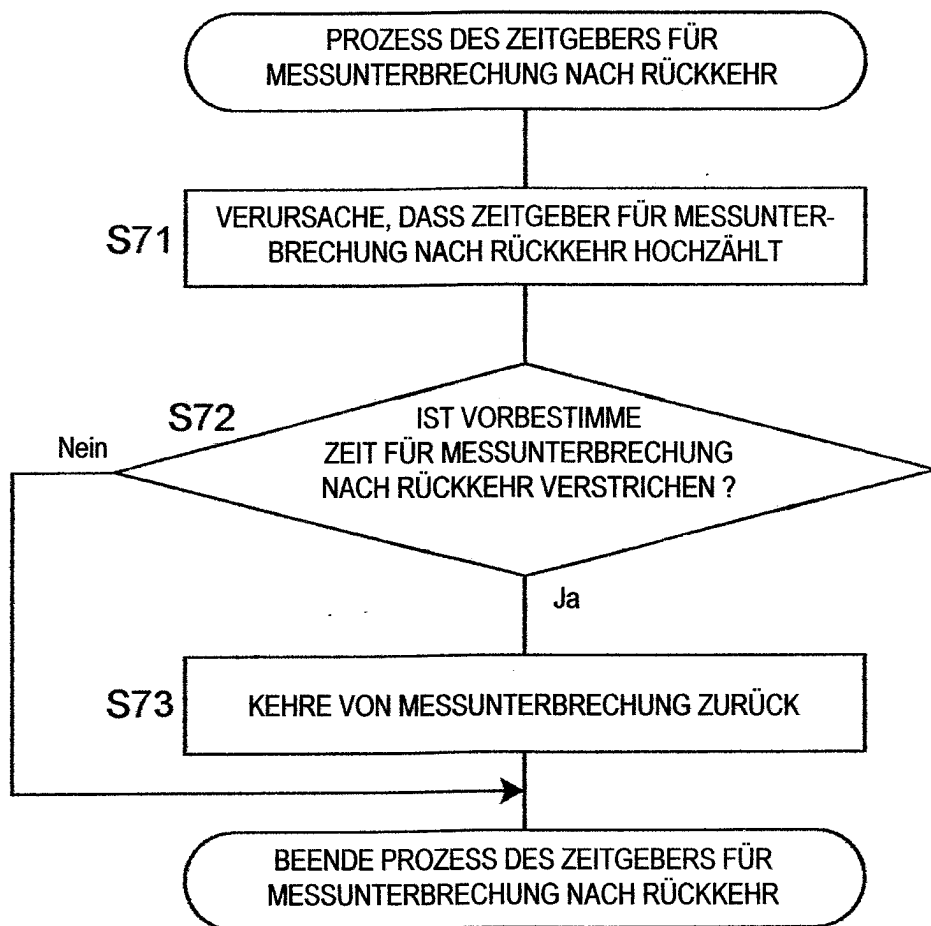 PROZESS DES ZEITGEBERS FÜR
MESSUNTERBRECHUNG NACH RÜCKKEHR
S71
VERURSACHE, DASS ZEITGEBER FÜR MESSUNTER-
BRECHUNG NACH RÜCKKEHR HOCHZÄHLT
S72
IST VORBESTIMME
ZEIT FÜR MESSUNTERBRECHUNG
NACH RÜCKKEHR VERSTRICHEN ?
Nein
Ja
S73
KEHRE VON MESSUNTERBRECHUNG ZURÜCK
BEENDE PROZESS DES ZEITGEBERS FÜR
MESSUNTERBRECHUNG NACH RÜCKKEHR